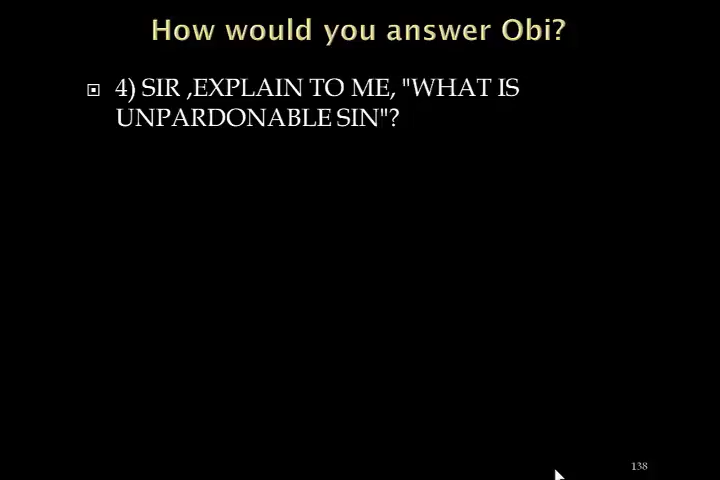 How would you answer Obi?
4) SIR ,EXPLAIN TO ME, "WHAT IS
UNPARDONABLE SIN"?
138